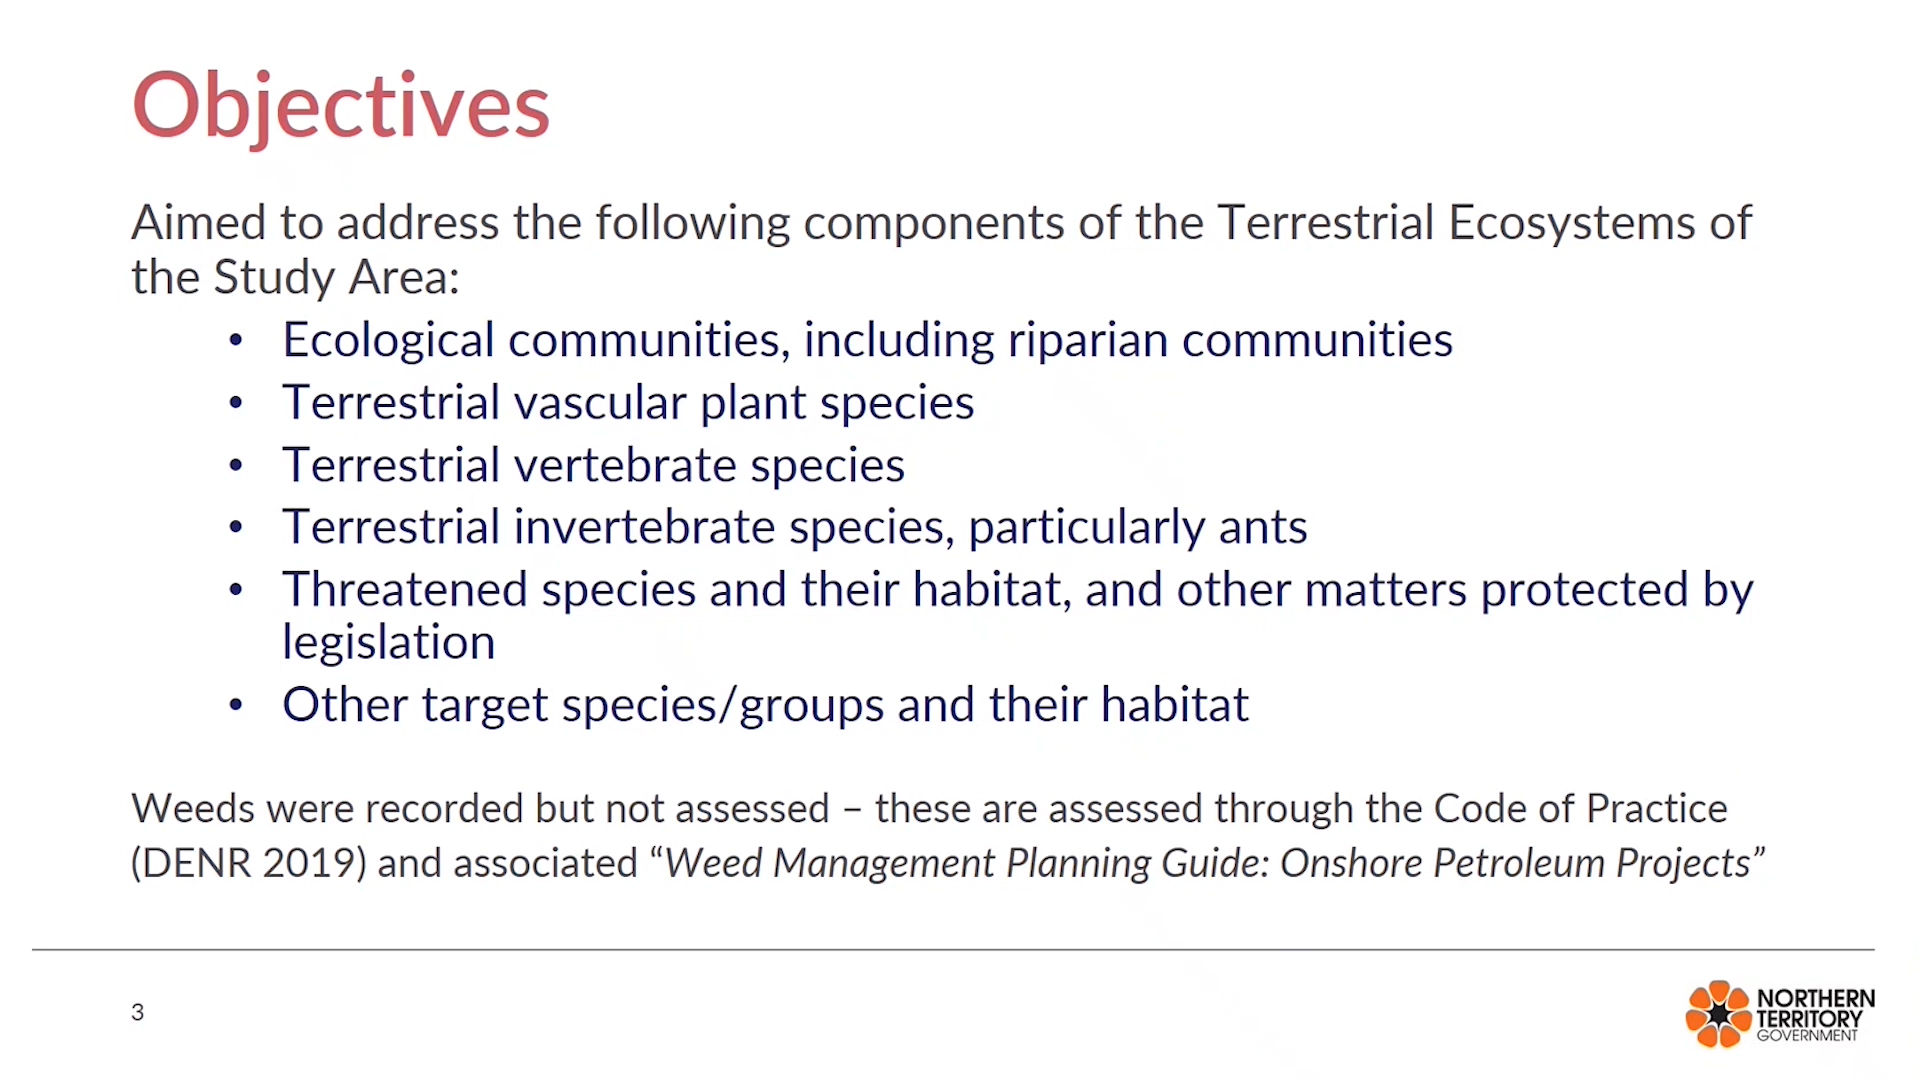 Objectives
Aimed to address the following components of the Terrestrial Ecosystems of
the Study Area:
• Ecological communities, including riparian communities
• Terrestrial vascular plant species
• Terrestrial vertebrate species
• Terrestrial invertebrate species, particularly ants
• Threatened species and their habitat, and other matters protected by
legislation
• Other target species/groups and their habitat
Weeds were recorded but not assessed – these are assessed through the Code of Practice
(DENR 2019) and associated “Weed Management Planning Guide: Onshore Petroleum Projects”
3
NORTHERN
TERRITORY
GOVERNMENT